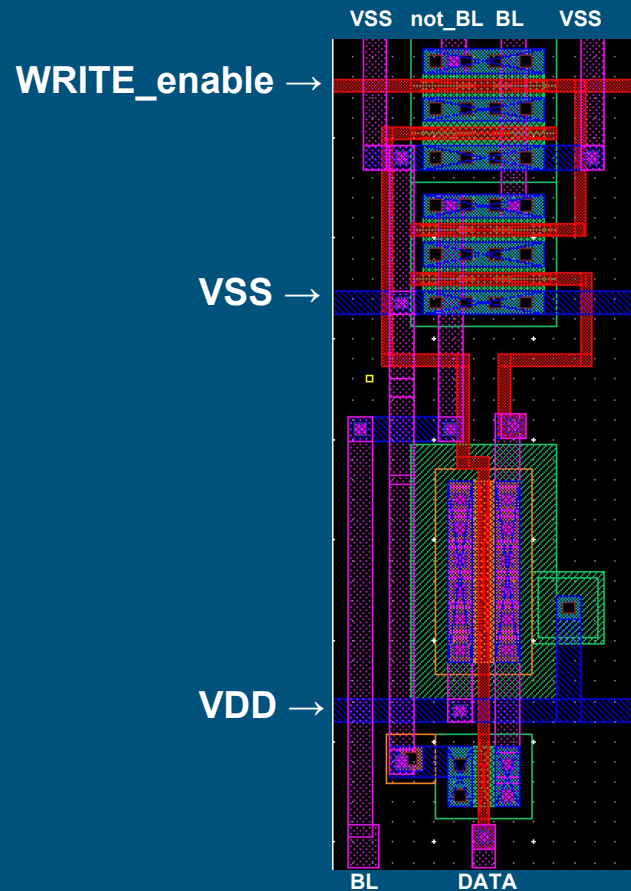 VSS not_BL BL VSS
WRITE_enable →
VSS →
VDD →
BL DATA